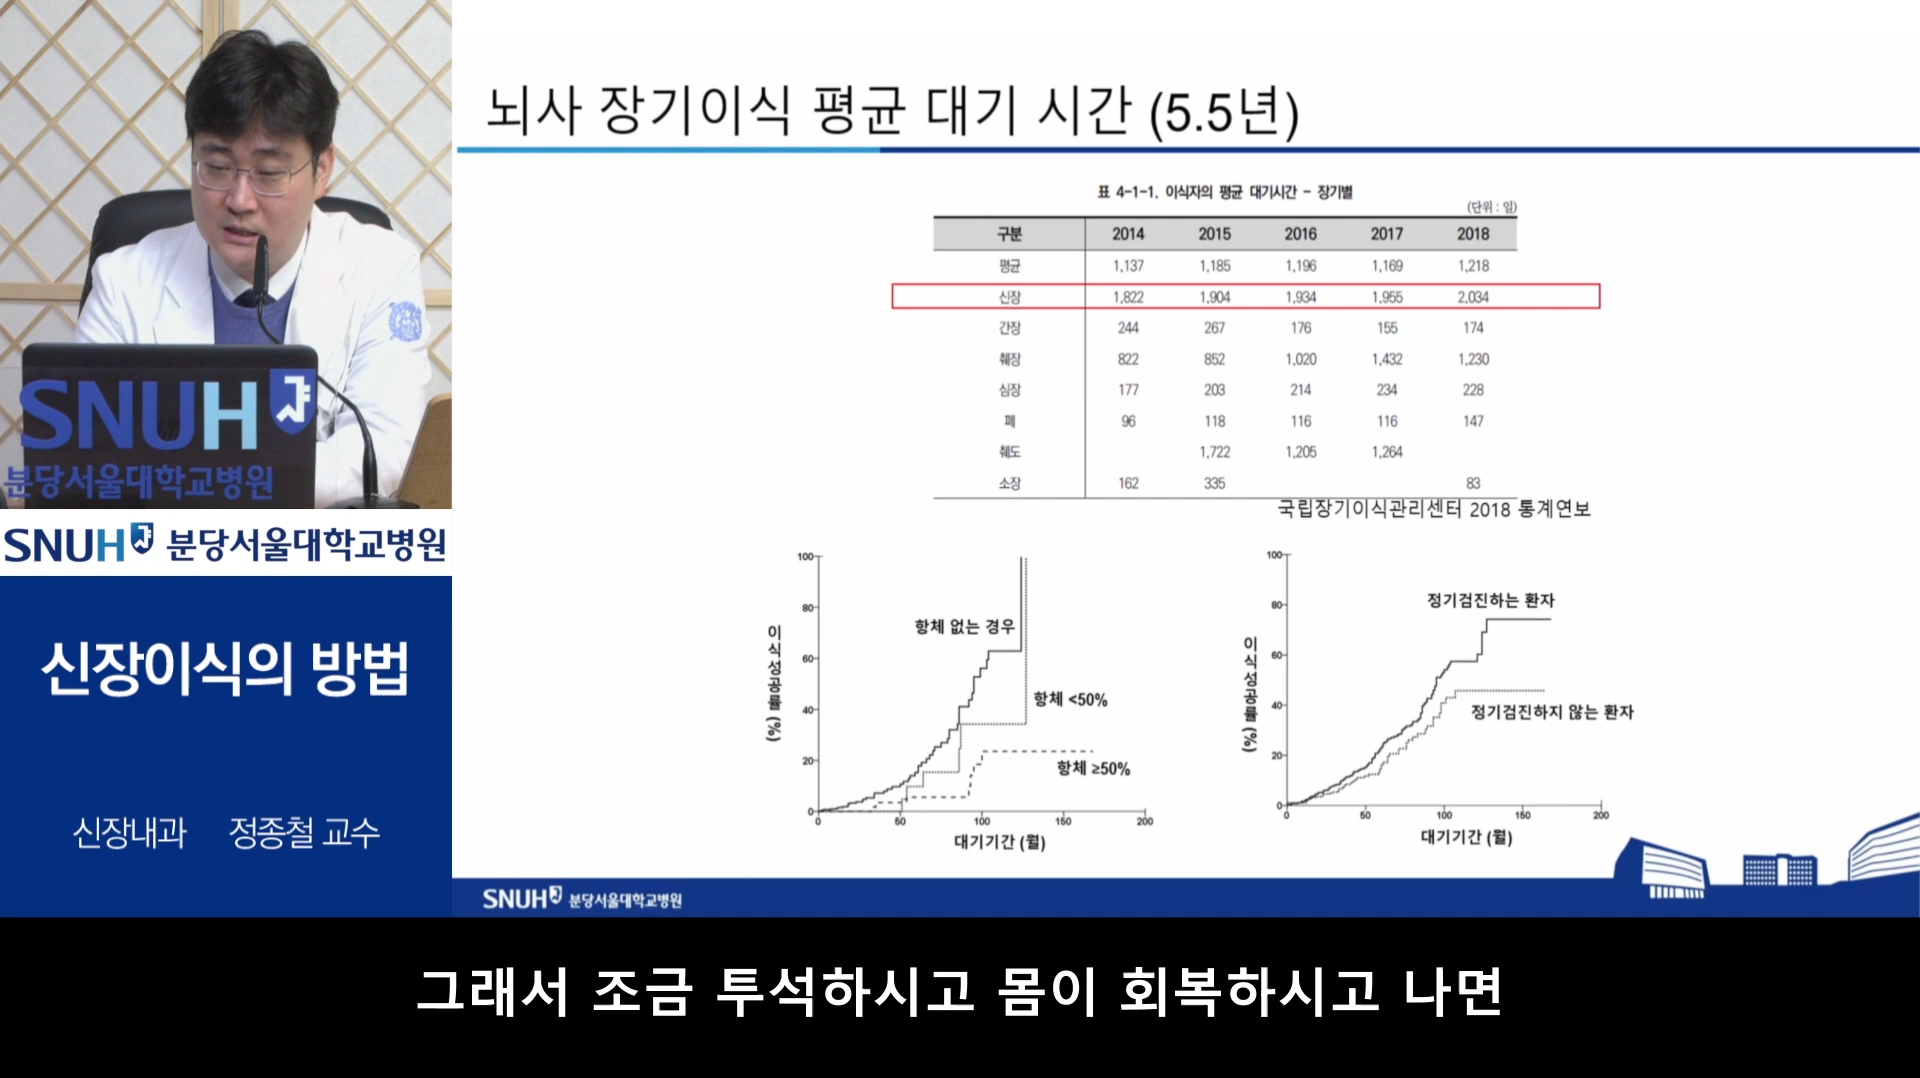 뇌사 장기이식 평균 대기 시간 (5.5년)
표 4-1-1. 이식자의 평균 대기시간 - 장기별
(단위 : 일)
구분 2014 2015 2016 2017 2018
평균 1,137 1,185 1,196 1,169 1,218
신장 1,822 1,904 1,934 1,955 2,034
간장 244 267 176 155 174
췌장 822 852 1,020 1,432 1,230
심장 177 203 214 234 228
폐 96 118 116 116 147
췌도 1,722 1,205 1,264
소장 162 335 83
국립장기이식관리센터 2018 통계연보
이식성공률 (%)
100
80
60
40
20
0
항체 없는 경우
항체 <50%
항체 ≥50%
0 50 100 150 200
대기기간 (월)
이식성공률 (%)
100
80
60
40
20
0
정기검진하는 환자
정기검진하지 않는 환자
0 50 100 150 200
대기기간 (월)
SNUH 분당서울대학교병원
SNUH
분당서울대학교병원
SNUH 분당서울대학교병원
신장이식의 방법
신장내과 정종철 교수
그래서 조금 투석하시고 몸이 회복하시고 나면